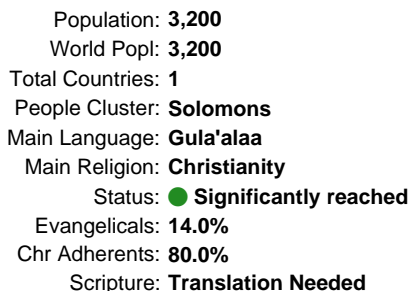 Population: 3,200
World Popl: 3,200
Total Countries: 1
People Cluster: Solomons
Main Language: Gula'alaa
Main Religion: Christianity
Status: Significantly reached
Evangelicals: 14.0%
Chr Adherents: 80.0%
Scripture: Translation Needed